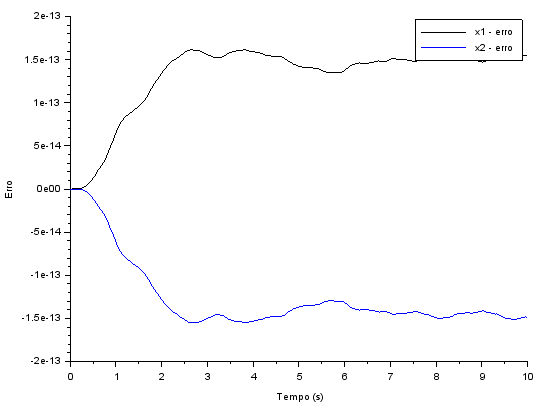 2e-13
1.5e-13
1e-13
5e-14
0e00
-5e-14
-1e-13
-1.5e-13
-2e-13
Erro
x1 - erro
x2 - erro
0 1 2 3 4 5 6 7 8 9 10
Tempo (s)